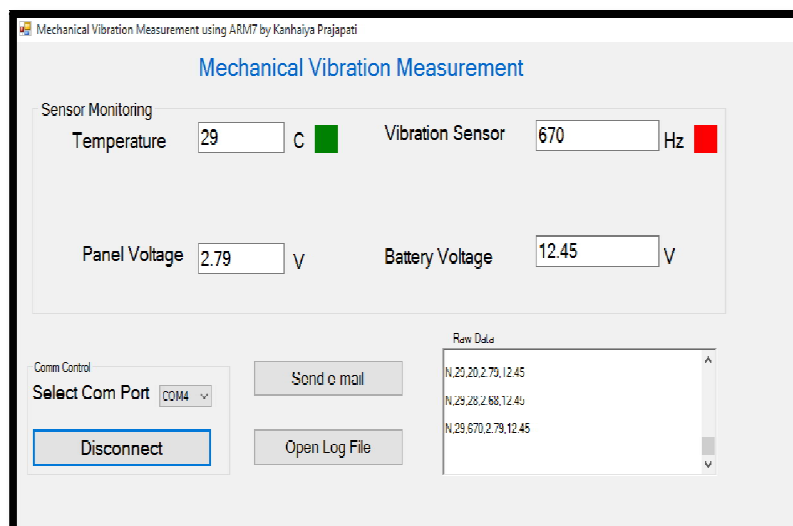 Mechanical Vibration Measurement using ARM7 by Kanhaiya Prajapati
Mechanical Vibration Measurement
Sensor Monitoring
Temperature 29 C
Vibration Sensor 670 Hz
Panel Voltage 2.79 V
Battery Voltage 12.45 V
Comm Control
Select Com Port COM4
Disconnect
Send e mail
Open Log File
Raw Data
N,29,20,2.79,12.45
N,29,28,2.68,12.45
N,29,670,2.79,12.45